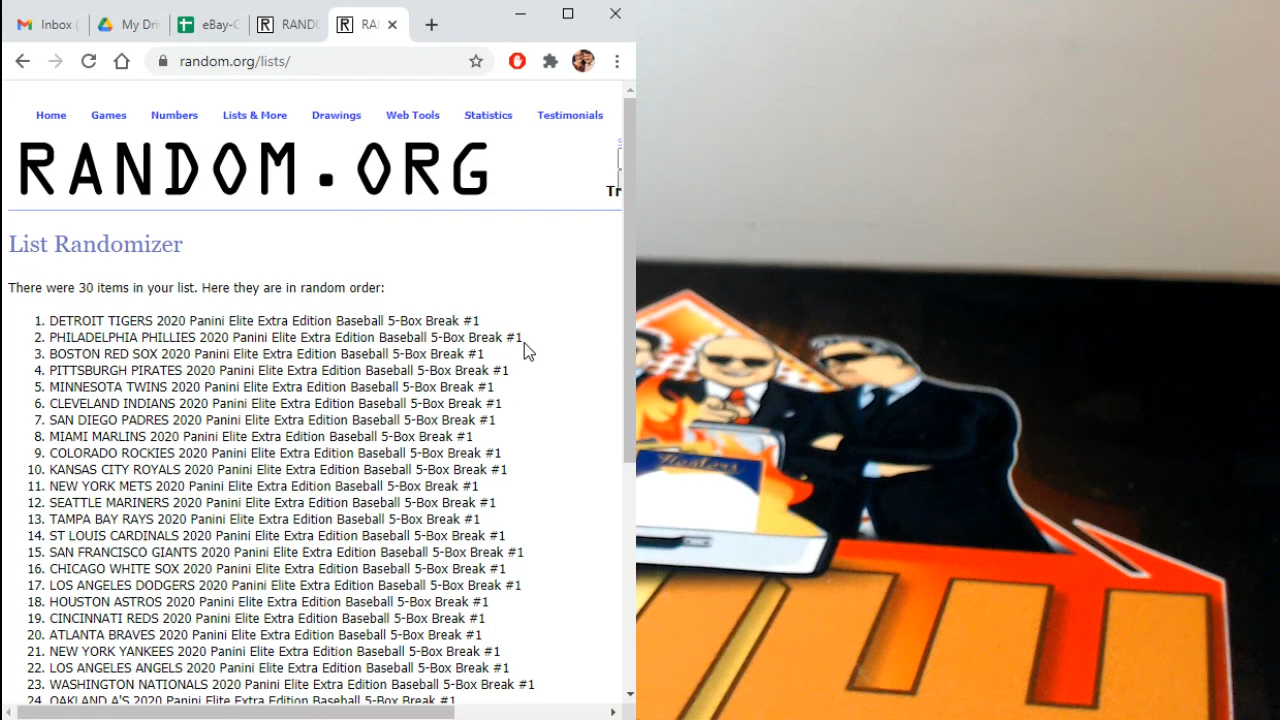 Inbox (
My Dri
eBay-C
RANDO
RA
random.org/lists/
Home Games Numbers Lists & More Drawings Web Tools Statistics Testimonials
RANDOM.ORG
Tr
List Randomizer
There were 30 items in your list. Here they are in random order:
1. DETROIT TIGERS 2020 Panini Elite Extra Edition Baseball 5-Box Break #1
2. PHILADELPHIA PHILLIES 2020 Panini Elite Extra Edition Baseball 5-Box Break #1
3. BOSTON RED SOX 2020 Panini Elite Extra Edition Baseball 5-Box Break #1
4. PITTSBURGH PIRATES 2020 Panini Elite Extra Edition Baseball 5-Box Break #1
5. MINNESOTA TWINS 2020 Panini Elite Extra Edition Baseball 5-Box Break #1
6. CLEVELAND INDIANS 2020 Panini Elite Extra Edition Baseball 5-Box Break #1
7. SAN DIEGO PADRES 2020 Panini Elite Extra Edition Baseball 5-Box Break #1
8. MIAMI MARLINS 2020 Panini Elite Extra Edition Baseball 5-Box Break #1
9. COLORADO ROCKIES 2020 Panini Elite Extra Edition Baseball 5-Box Break #1
10. KANSAS CITY ROYALS 2020 Panini Elite Extra Edition Baseball 5-Box Break #1
11. NEW YORK METS 2020 Panini Elite Extra Edition Baseball 5-Box Break #1
12. SEATTLE MARINERS 2020 Panini Elite Extra Edition Baseball 5-Box Break #1
13. TAMPA BAY RAYS 2020 Panini Elite Extra Edition Baseball 5-Box Break #1
14. ST LOUIS CARDINALS 2020 Panini Elite Extra Edition Baseball 5-Box Break #1
15. SAN FRANCISCO GIANTS 2020 Panini Elite Extra Edition Baseball 5-Box Break #1
16. CHICAGO WHITE SOX 2020 Panini Elite Extra Edition Baseball 5-Box Break #1
17. LOS ANGELES DODGERS 2020 Panini Elite Extra Edition Baseball 5-Box Break #1
18. HOUSTON ASTROS 2020 Panini Elite Extra Edition Baseball 5-Box Break #1
19. CINCINNATI REDS 2020 Panini Elite Extra Edition Baseball 5-Box Break #1
20. ATLANTA BRAVES 2020 Panini Elite Extra Edition Baseball 5-Box Break #1
21. NEW YORK YANKEES 2020 Panini Elite Extra Edition Baseball 5-Box Break #1
22. LOS ANGELES ANGELS 2020 Panini Elite Extra Edition Baseball 5-Box Break #1
23. WASHINGTON NATIONALS 2020 Panini Elite Extra Edition Baseball 5-Box Break #1
24. OAKLAND A'S 2020 Panini Elite Extra Edition Baseball 5-Box Break #1